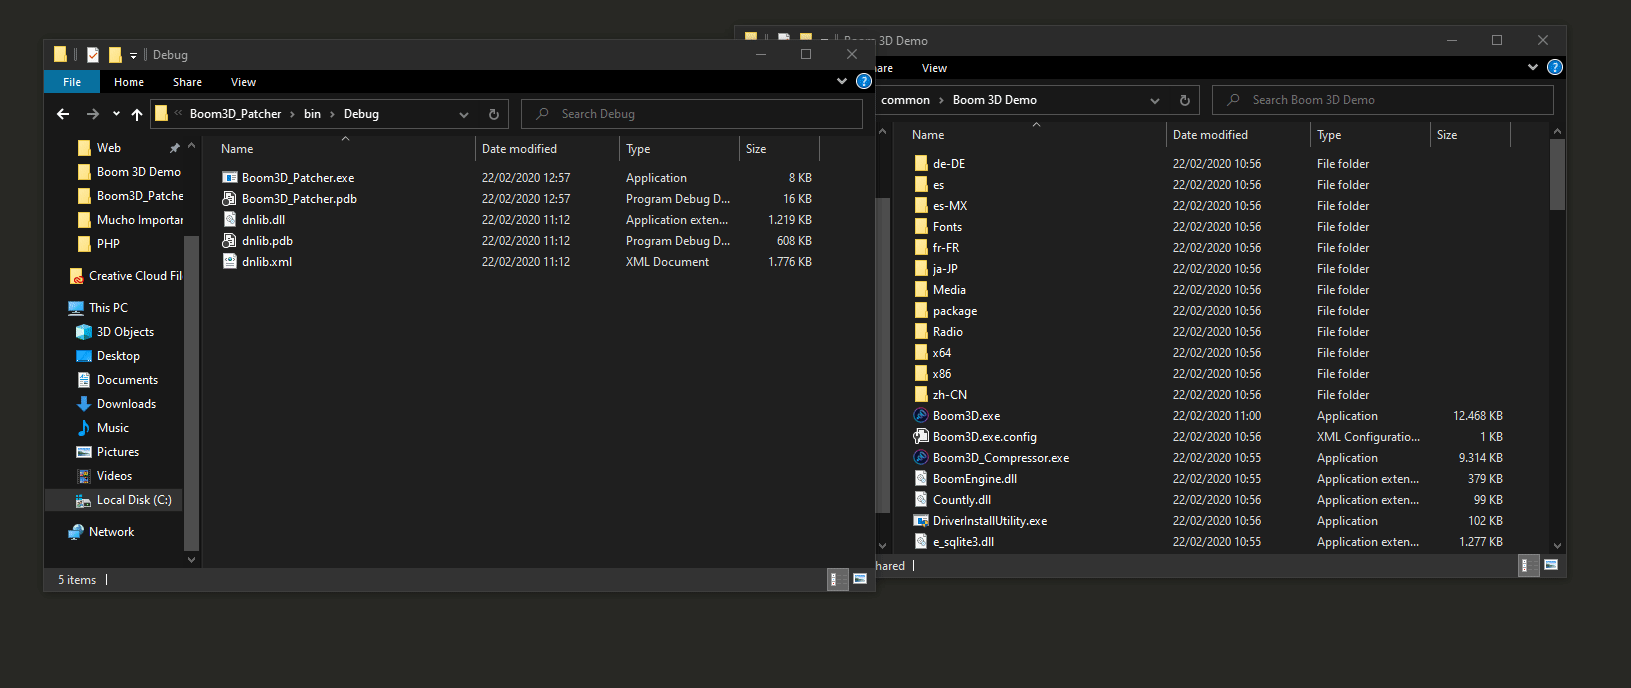 Debug
File Home Share View
Boom3D_Patcher bin Debug
Search Debug
Name Date modified Type Size
Web
Boom 3D Demo
Boom3D_Patche
Mucho Importar
PHP
Creative Cloud Fil
This PC
3D Objects
Desktop
Documents
Downloads
Music
Pictures
Videos
Local Disk (C:)
Network
Boom3D_Patcher.exe 22/02/2020 12:57 Application 8 KB
Boom3D_Patcher.pdb 22/02/2020 12:57 Program Debug D... 16 KB
dnlib.dll 22/02/2020 11:12 Application exten... 1.219 KB
dnlib.pdb 22/02/2020 11:12 Program Debug D... 608 KB
dnlib.xml 22/02/2020 11:12 XML Document 1.776 KB
5 items
3D Demo
are View
common Boom 3D Demo
Search Boom 3D Demo
Name Date modified Type Size
de-DE 22/02/2020 10:56 File folder
es 22/02/2020 10:56 File folder
es-MX 22/02/2020 10:56 File folder
Fonts 22/02/2020 10:56 File folder
fr-FR 22/02/2020 10:56 File folder
ja-JP 22/02/2020 10:56 File folder
Media 22/02/2020 10:56 File folder
package 22/02/2020 10:56 File folder
Radio 22/02/2020 10:56 File folder
x64 22/02/2020 10:56 File folder
x86 22/02/2020 10:56 File folder
zh-CN 22/02/2020 10:56 File folder
Boom3D.exe 22/02/2020 11:00 Application 12.468 KB
Boom3D.exe.config 22/02/2020 10:56 XML Configuratio... 1 KB
Boom3D_Compressor.exe 22/02/2020 10:55 Application 9.314 KB
BoomEngine.dll 22/02/2020 10:55 Application exten... 379 KB
Countly.dll 22/02/2020 10:56 Application exten... 99 KB
DriverInstallUtility.exe 22/02/2020 10:56 Application 102 KB
e_sqlite3.dll 22/02/2020 10:55 Application exten... 1.277 KB
hared